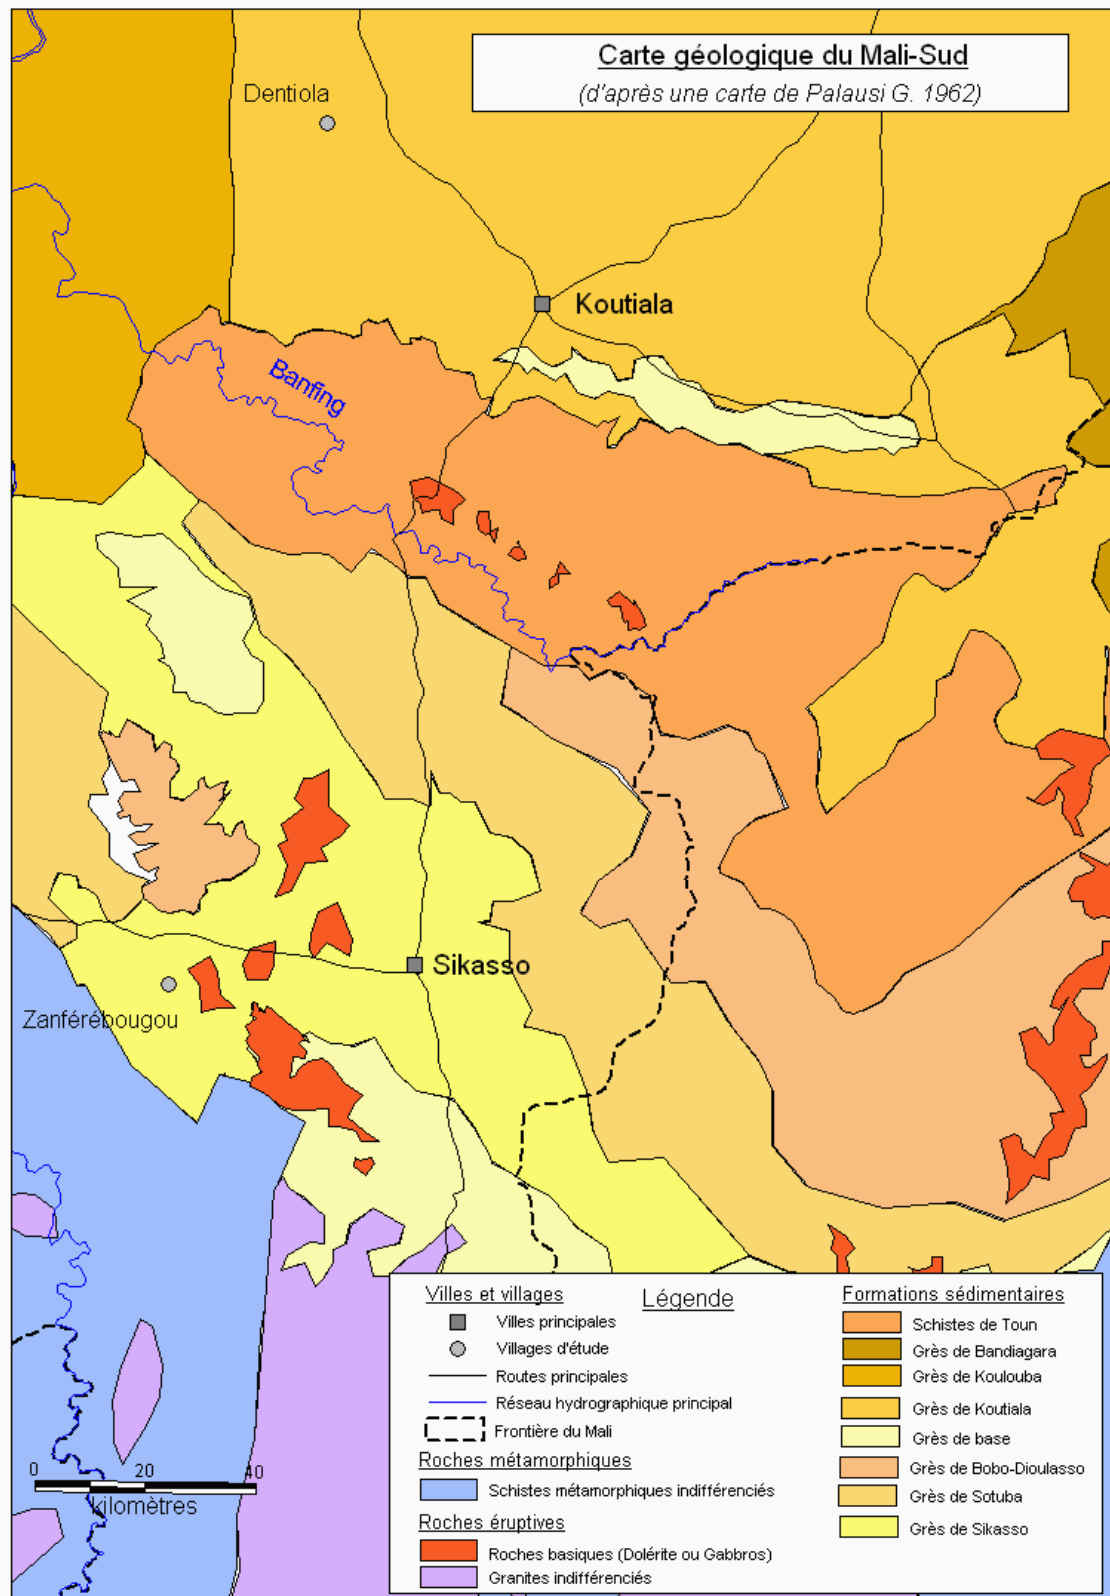 Carte géologique du Mali-Sud
(d'après une carte de Palausi G. 1962)
Dentiola
Koutiala
Banfing
Sikasso
Zanférébougou
0 20 40
kilomètres
Légende
Villes et villages
Villes principales
Villages d'étude
Routes principales
Réseau hydrographique principal
Frontière du Mali
Roches métamorphiques
Schistes métamorphiques indifférenciés
Roches éruptives
Roches basiques (Dolérite ou Gabbros)
Granites indifférenciés
Formations sédimentaires
Schistes de Toun
Grès de Bandiagara
Grès de Koulouba
Grès de Koutiala
Grès de base
Grès de Bobo-Dioulasso
Grès de Sotuba
Grès de Sikasso